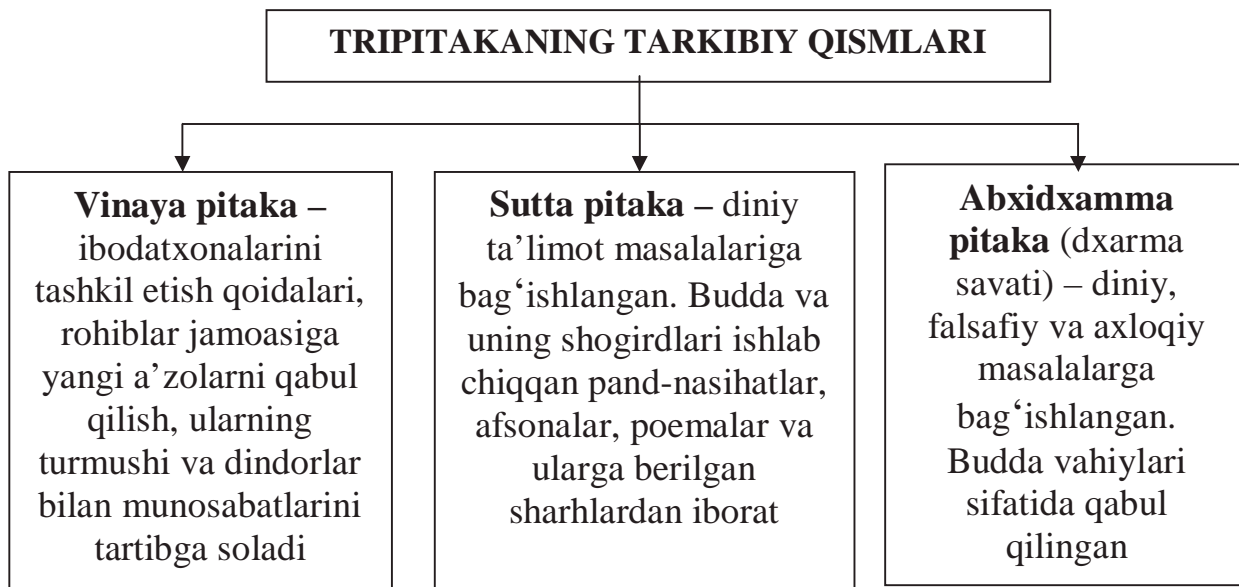 TRIPITAKANING TARKIBIY QISMLARI
Vinaya pitaka –
ibodatxonalarini
tashkil etish qoidalari,
rohiblar jamoasiga
yangi a’zolarni qabul
qilish, ularning
turmushi va dindorlar
bilan munosabatlarini
tartibga soladi
Sutta pitaka – diniy
ta’limot masalalariga
bag‘ishlangan. Budda va
uning shogirdlari ishlab
chiqqan pand-nasihatlar,
afsonalar, poemalar va
ularga berilgan
sharhlardan iborat
Abxidxamma
pitaka (dxarma
savati) – diniy,
falsafiy va axloqiy
masalalarga
bag‘ishlangan.
Budda vahiylari
sifatida qabul
qilingan